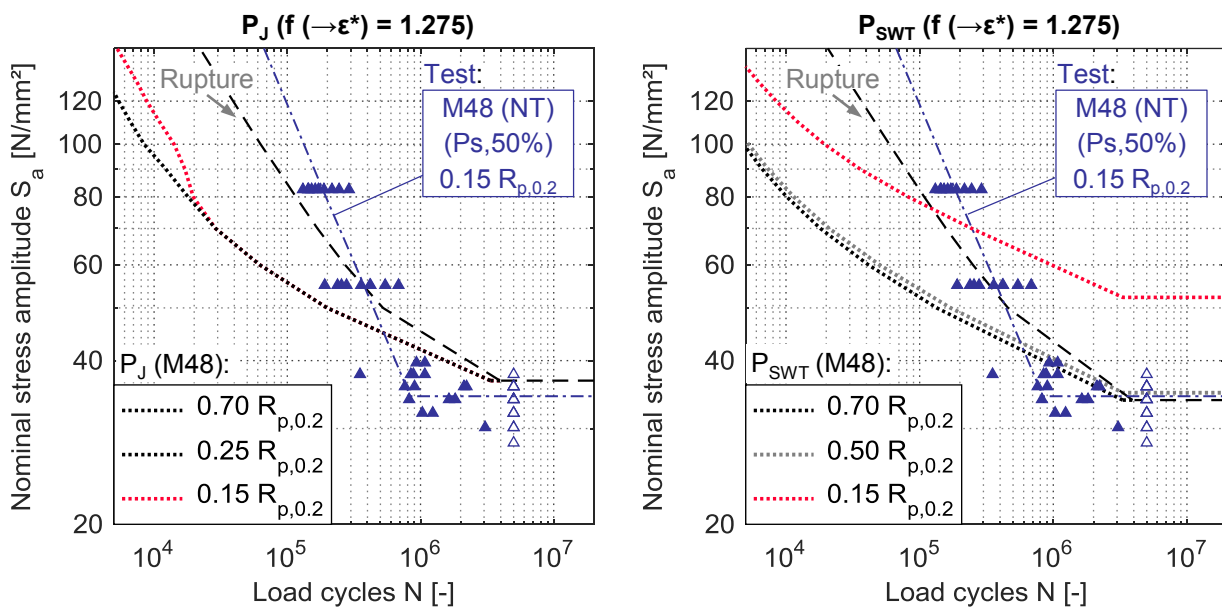 P_J (f (→ε*) = 1.275)
Nominal stress amplitude S_a [N/mm²]
120
100
80
60
40
20
Rupture
Test:
M48 (NT)
(Ps,50%)
0.15 R_p,0.2
P_J (M48):
0.70 R_p,0.2
0.25 R_p,0.2
0.15 R_p,0.2
10^4
10^5
10^6
10^7
Load cycles N [-]
P_SWT (f (→ε*) = 1.275)
Nominal stress amplitude S_a [N/mm²]
120
100
80
60
40
20
Rupture
Test:
M48 (NT)
(Ps,50%)
0.15 R_p,0.2
P_SWT (M48):
0.70 R_p,0.2
0.50 R_p,0.2
0.15 R_p,0.2
10^4
10^5
10^6
10^7
Load cycles N [-]